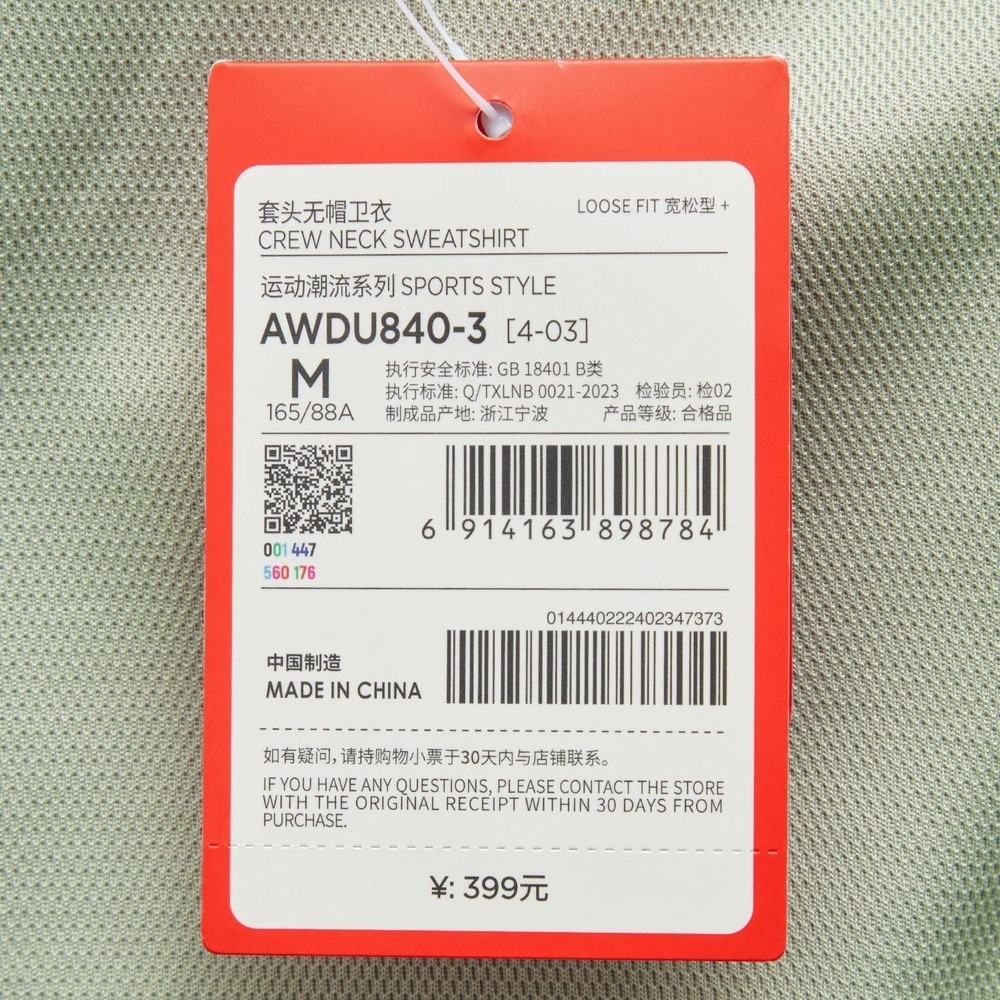 套头无帽卫衣
LOOSE FIT 宽松型 +
CREW NECK SWEATSHIRT
运动潮流系列 SPORTS STYLE
AWDU840-3 [4-03]
M
165/88A
执行安全标准: GB 18401 B类
执行标准: Q/TXLNB 0021-2023 检验员: 检02
制成品产地: 浙江宁波 产品等级: 合格品
6 914163 898784
001 447
560 176
014440222402347373
中国制造
MADE IN CHINA
如有疑问,请持购物小票于30天内与店铺联系。
IF YOU HAVE ANY QUESTIONS, PLEASE CONTACT THE STORE
WITH THE ORIGINAL RECEIPT WITHIN 30 DAYS FROM
PURCHASE.
¥: 399元